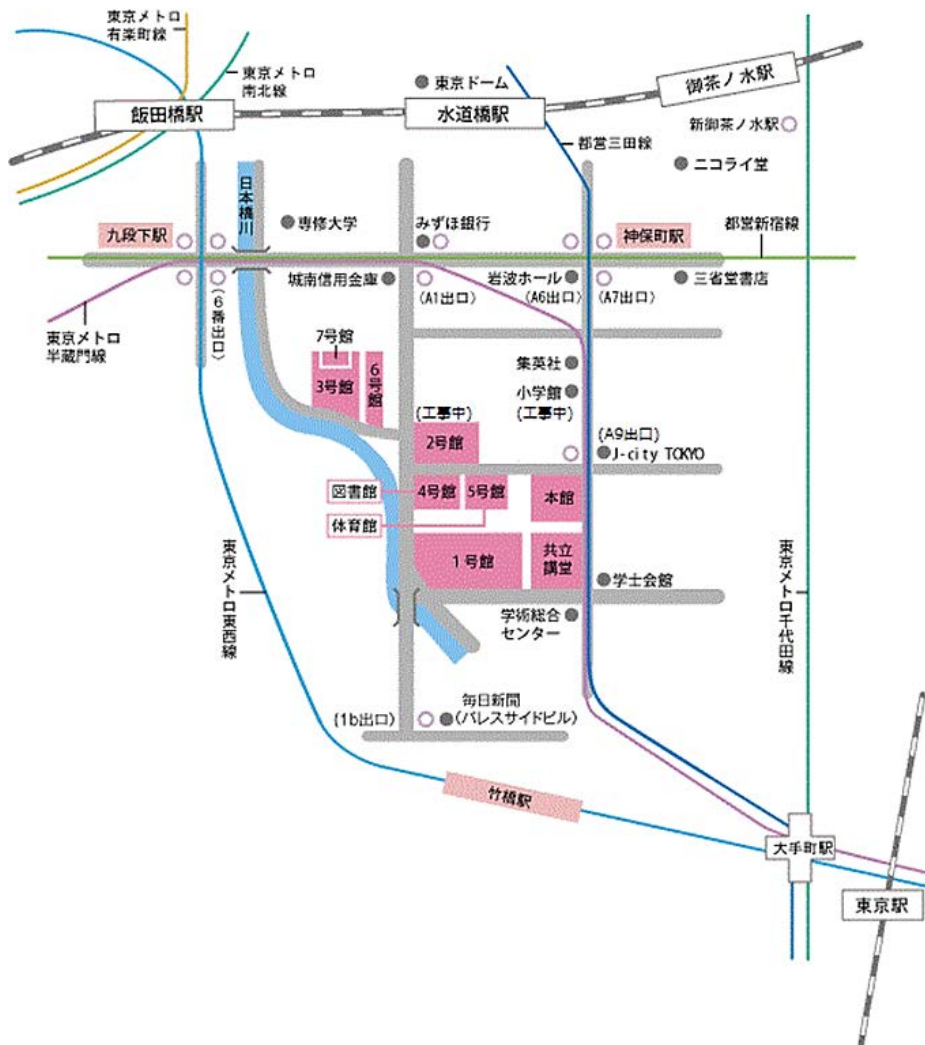 東京メトロ
有楽町線
東京メトロ
南北線
東京ドーム
御茶ノ水駅
飯田橋駅
水道橋駅
新御茶ノ水駅
都営三田線
ニコライ堂
日本橋川
専修大学
みずほ銀行
九段下駅
神保町駅
都営新宿線
城南信用金庫
岩波ホール
三省堂書店
(A1出口)
(A6出口)
(A7出口)
(6番出口)
東京メトロ
半蔵門線
7号館
3号館
6号館
集英社
小学館
(工事中)
(工事中)
2号館
(A9出口)
J-city TOKYO
図書館
4号館
5号館
本館
体育館
1号館
共立
講堂
学士会館
東京メトロ東西線
東京メトロ千代田線
学術総合
センター
毎日新聞
(パレスサイドビル)
(1b出口)
竹橋駅
大手町駅
東京駅